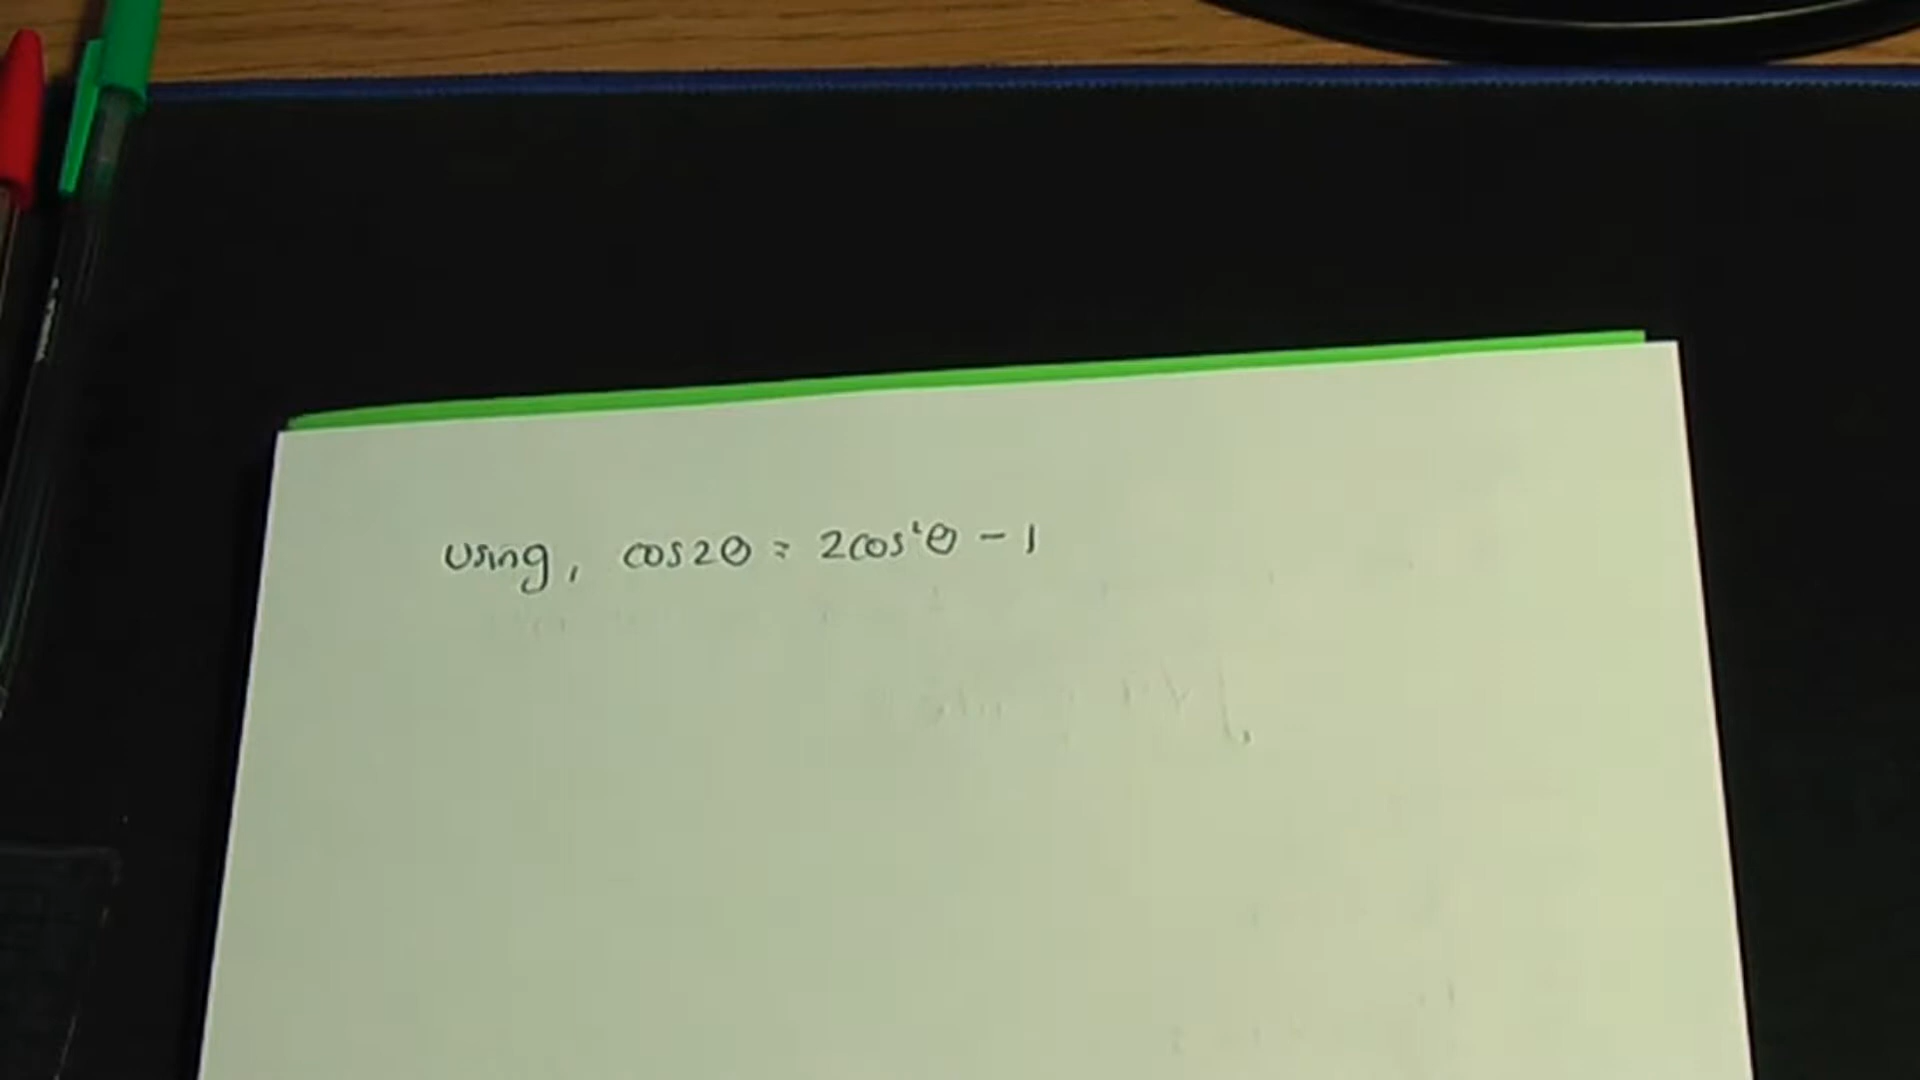 Using, cos2θ = 2cos²θ - 1